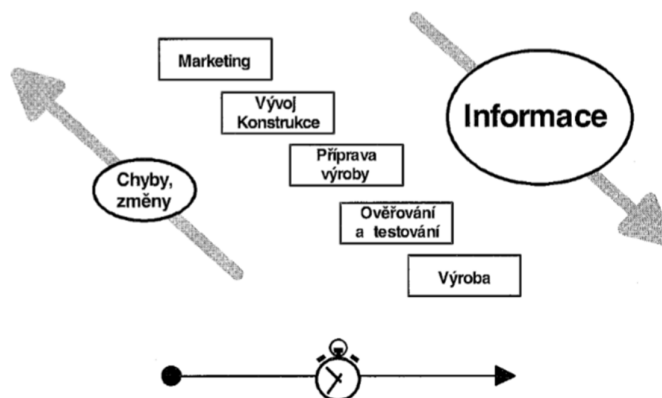 Marketing
Vývoj
Konstrukce
Informace
Příprava
výroby
Chyby,
změny
Ověřování
a testování
Výroba